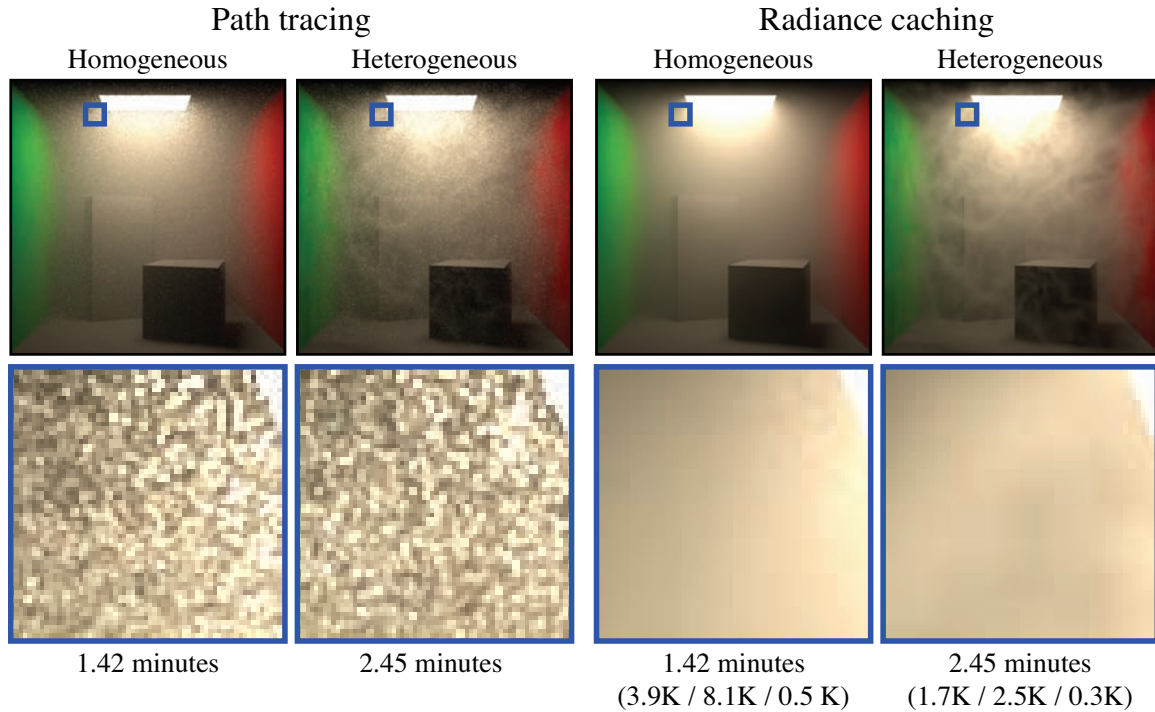 Path tracing
Radiance caching
Homogeneous
Heterogeneous
Homogeneous
Heterogeneous
1.42 minutes
2.45 minutes
1.42 minutes
2.45 minutes
(3.9K / 8.1K / 0.5 K)
(1.7K / 2.5K / 0.3K)